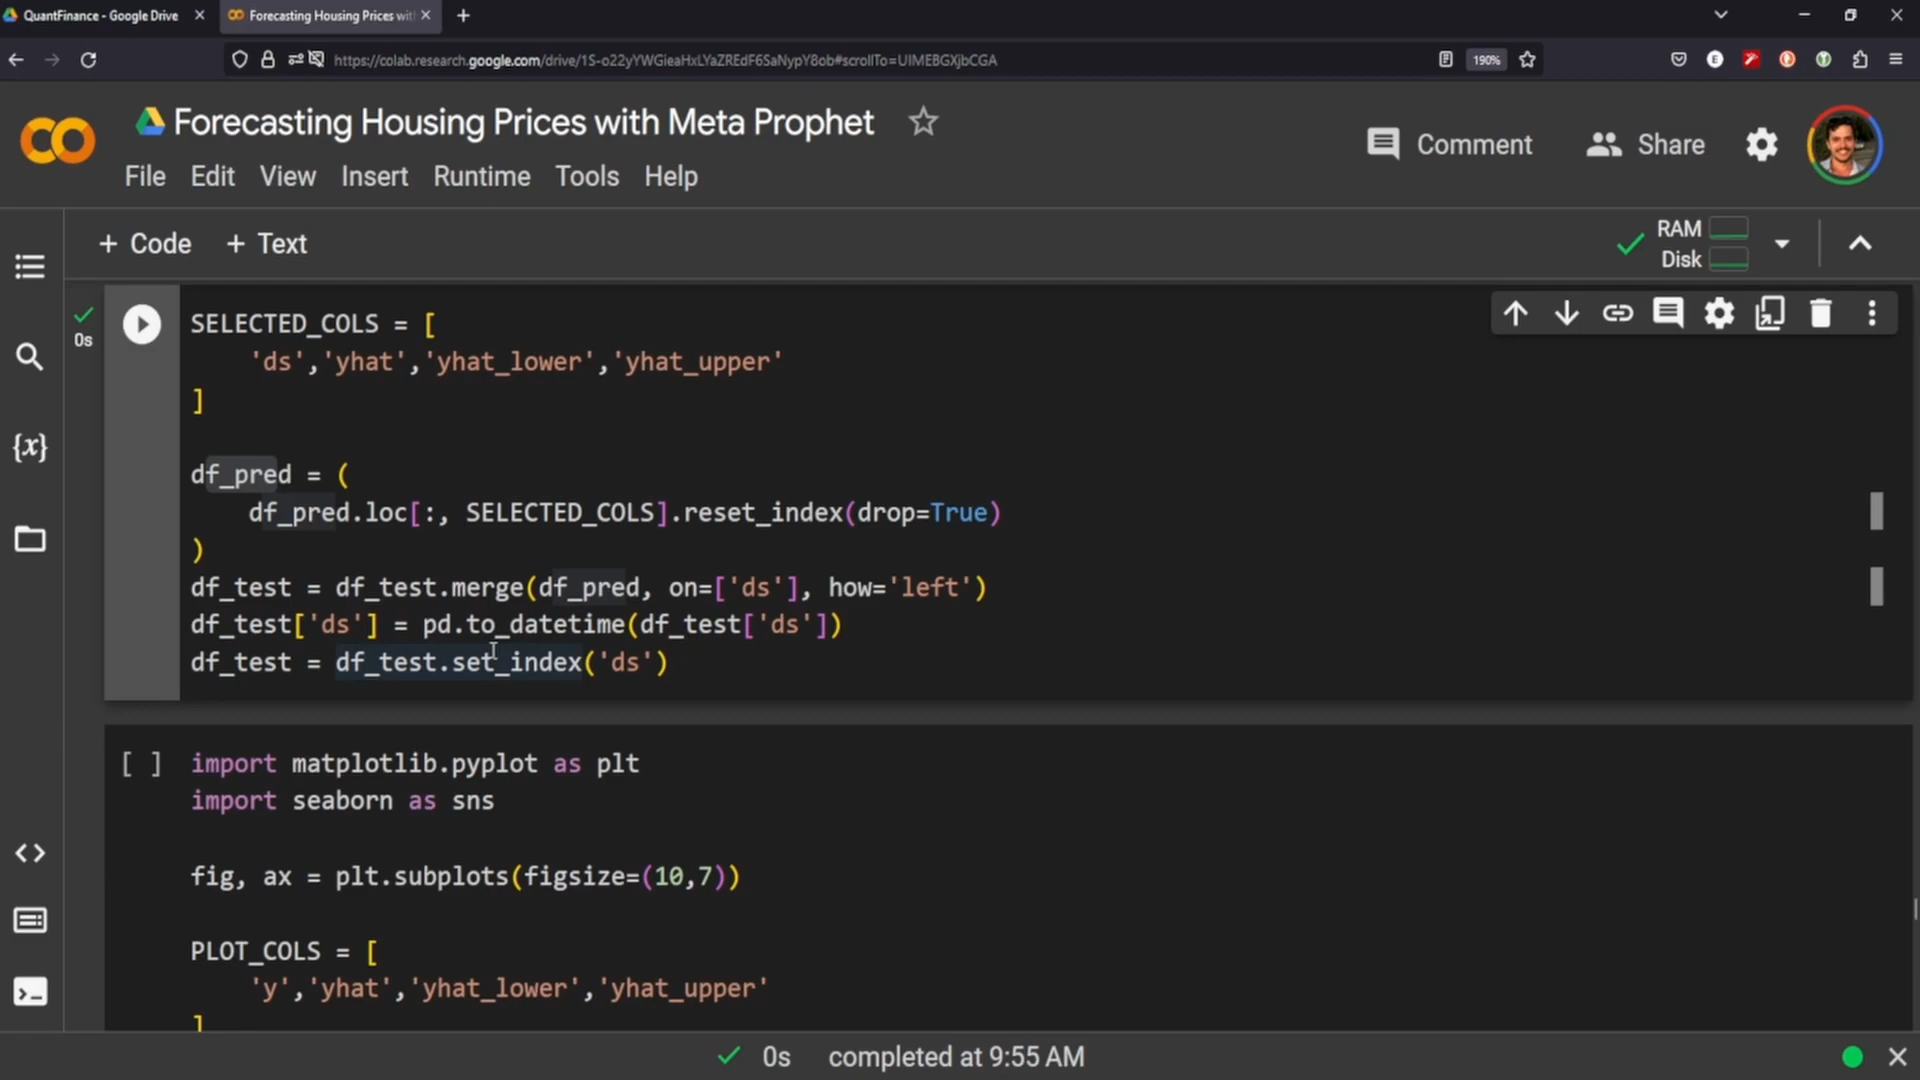 QuantFinance - Google Drive
Forecasting Housing Prices wit
https://colab.research.google.com/drive/1S-o22yYWGieaHxLYaZREdF6SaNypY8ob#scrollTo=UIMEBGXjbCGA
190%
Forecasting Housing Prices with Meta Prophet
Comment
Share
File Edit View Insert Runtime Tools Help
+ Code + Text
RAM
Disk
0s
SELECTED_COLS = [
'ds','yhat','yhat_lower','yhat_upper'
]
df_pred = (
df_pred.loc[:, SELECTED_COLS].reset_index(drop=True)
)
df_test = df_test.merge(df_pred, on=['ds'], how='left')
df_test['ds'] = pd.to_datetime(df_test['ds'])
df_test = df_test.set_index('ds')
[ ]
import matplotlib.pyplot as plt
import seaborn as sns
fig, ax = plt.subplots(figsize=(10,7))
PLOT_COLS = [
'y','yhat','yhat_lower','yhat_upper'
]
0s completed at 9:55 AM